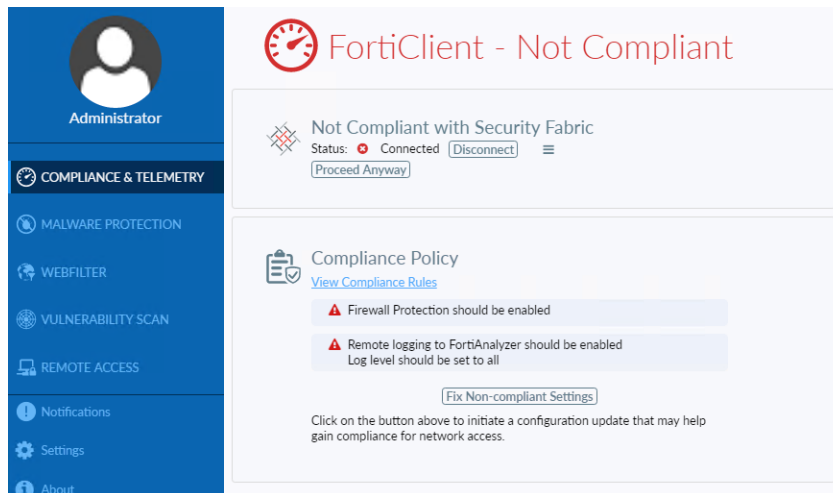 Administrator
COMPLIANCE & TELEMETRY
MALWARE PROTECTION
WEBFILTER
VULNERABILITY SCAN
REMOTE ACCESS
Notifications
Settings
About
FortiClient - Not Compliant
Not Compliant with Security Fabric
Status: Connected Disconnect
Proceed Anyway
Compliance Policy
View Compliance Rules
Firewall Protection should be enabled
Remote logging to FortiAnalyzer should be enabled
Log level should be set to all
Fix Non-compliant Settings
Click on the button above to initiate a configuration update that may help
gain compliance for network access.